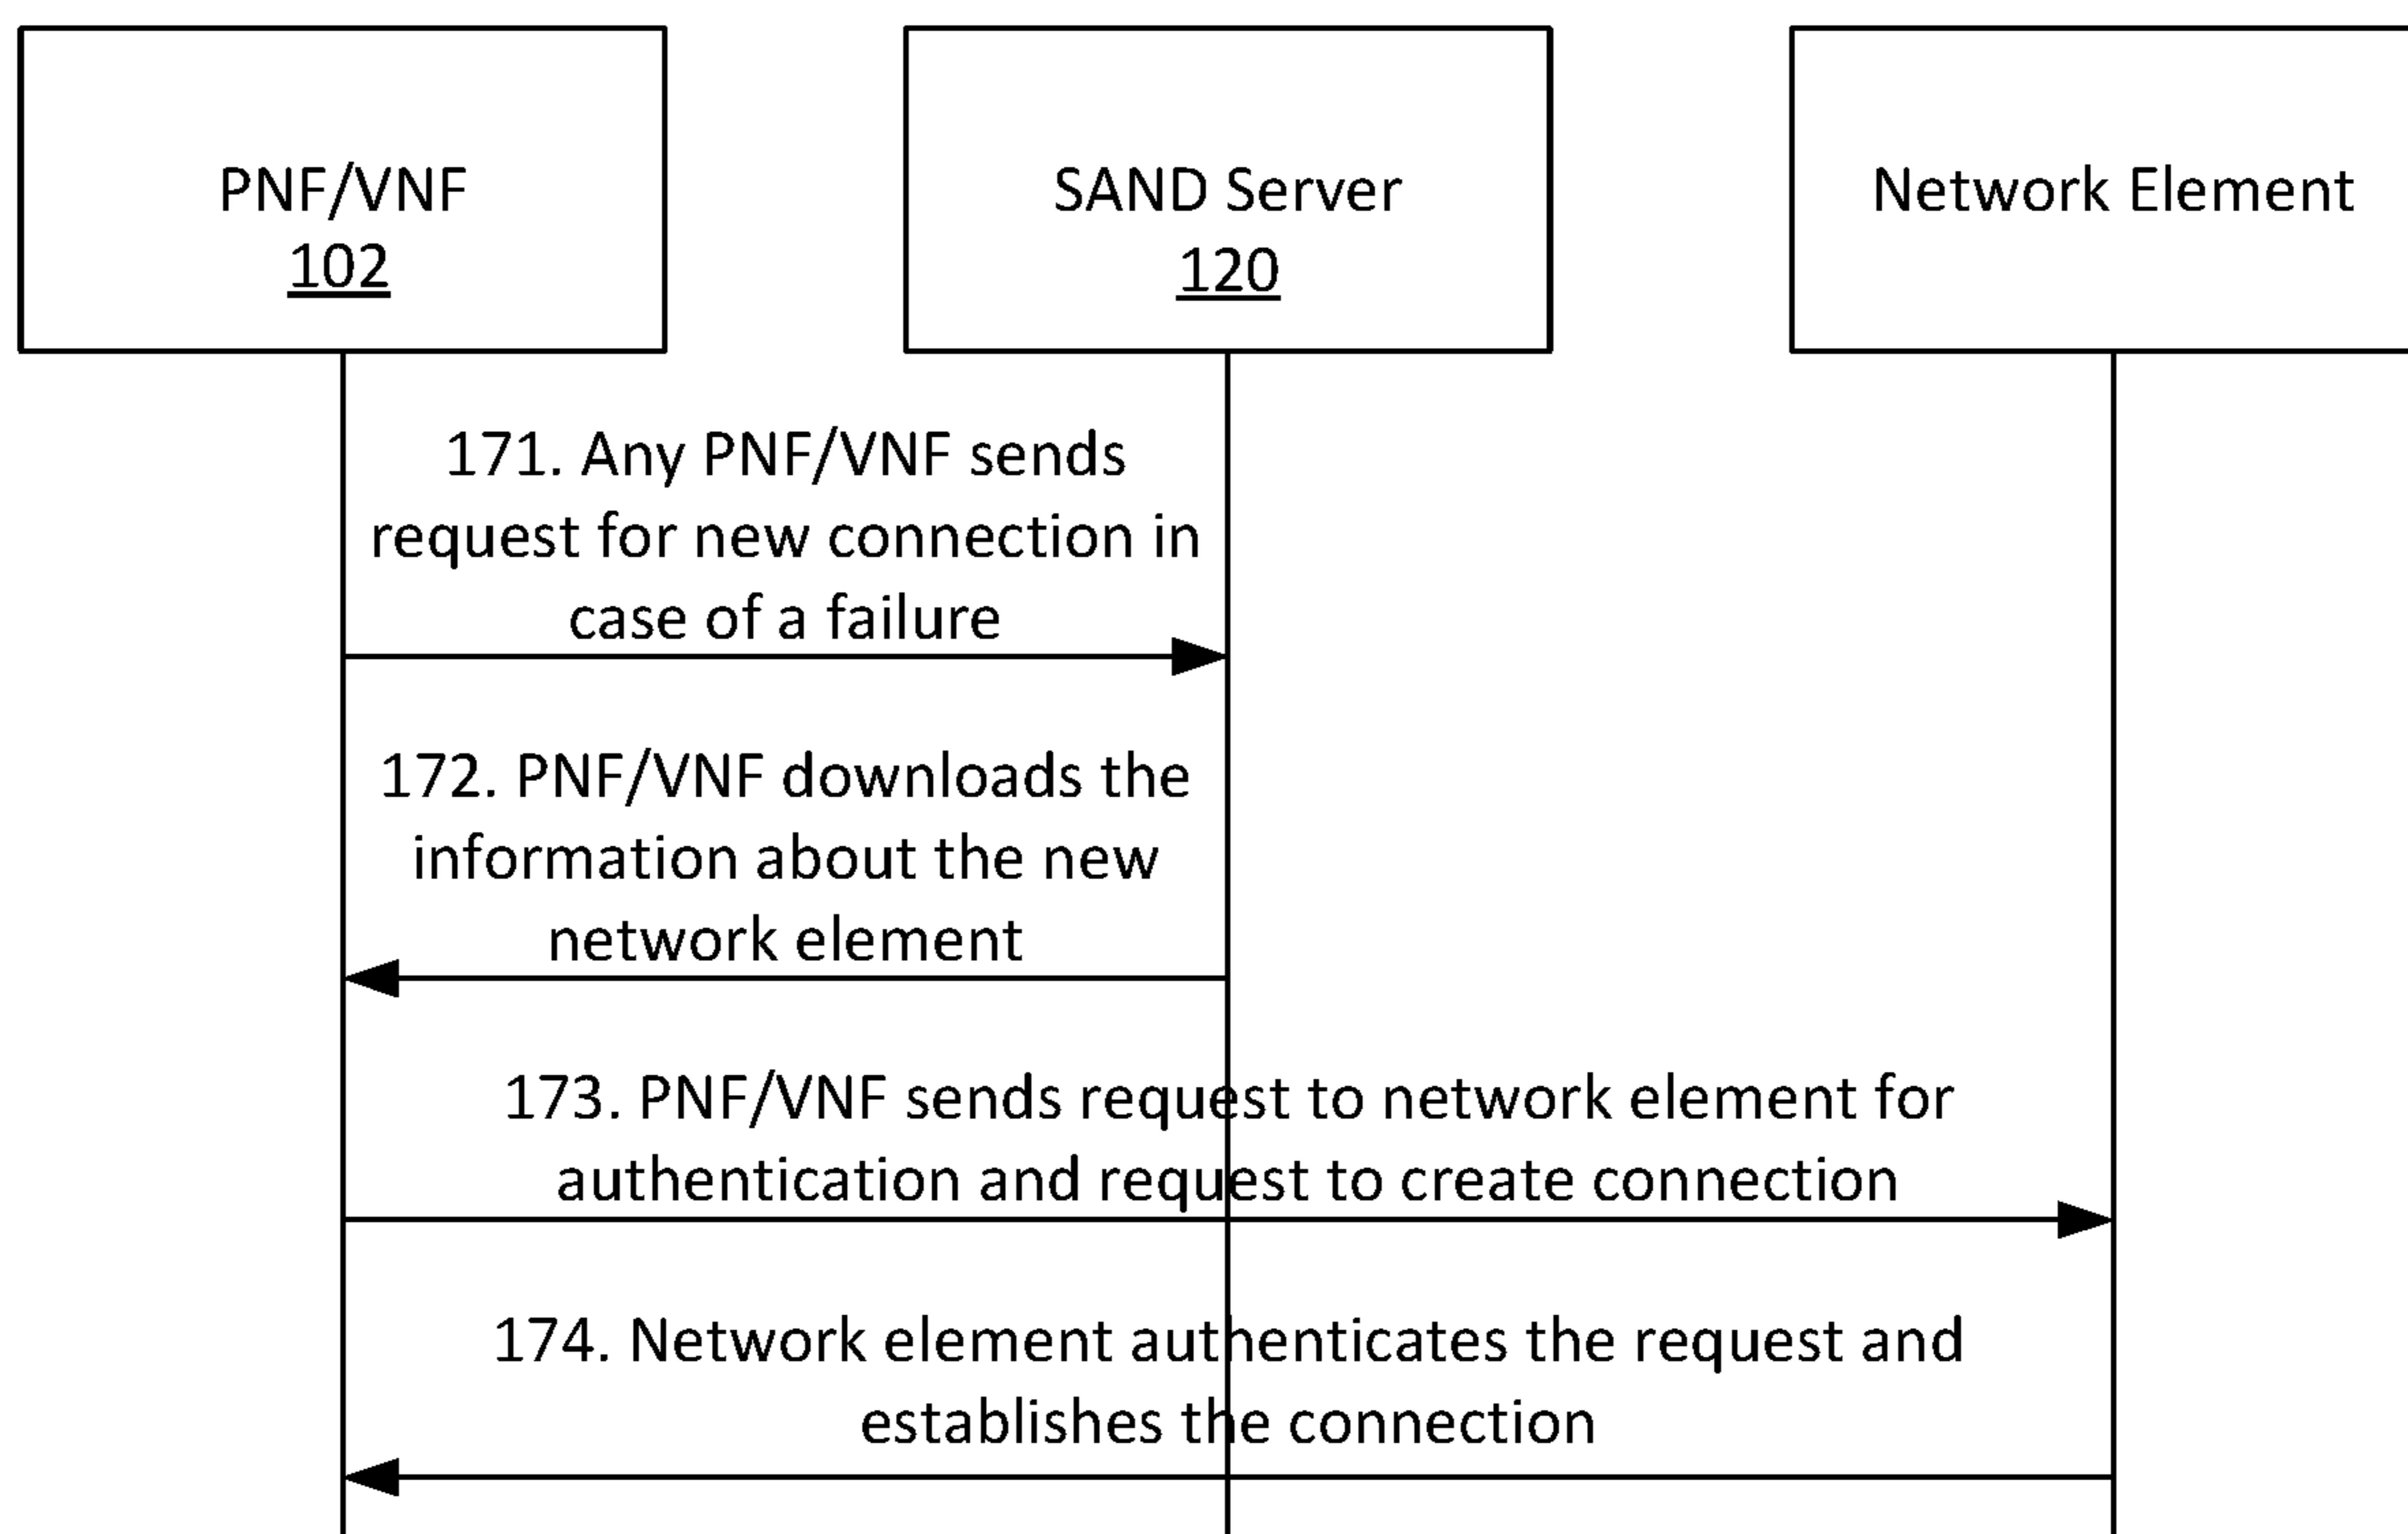 PNF/VNF
102
SAND Server
120
Network Element
171. Any PNF/VNF sends
request for new connection in
case of a failure
172. PNF/VNF downloads the
information about the new
network element
173. PNF/VNF sends request to network element for
authentication and request to create connection
174. Network element authenticates the request and
establishes the connection